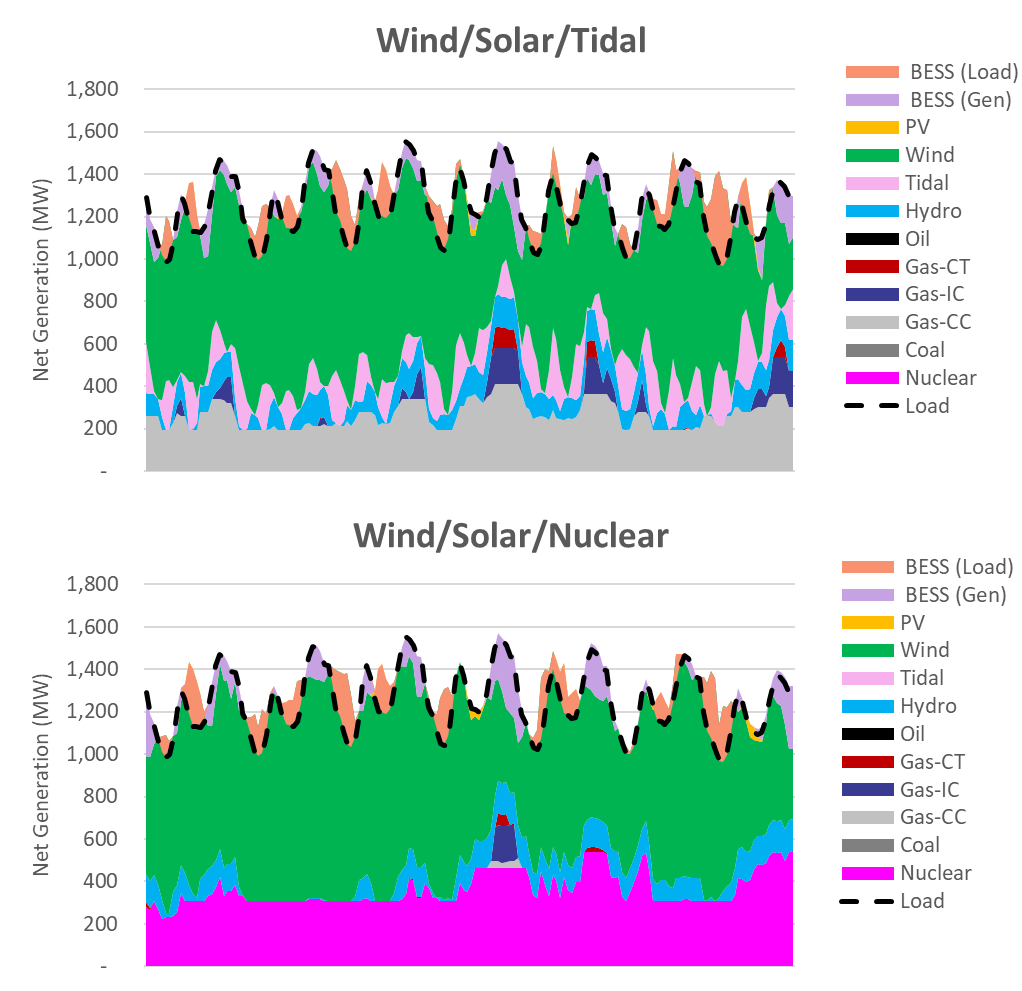 Wind/Solar/Tidal
Net Generation (MW)
1,800
1,600
1,400
1,200
1,000
800
600
400
200
-
BESS (Load)
BESS (Gen)
PV
Wind
Tidal
Hydro
Oil
Gas-CT
Gas-IC
Gas-CC
Coal
Nuclear
Load
Wind/Solar/Nuclear
Net Generation (MW)
1,800
1,600
1,400
1,200
1,000
800
600
400
200
-
BESS (Load)
BESS (Gen)
PV
Wind
Tidal
Hydro
Oil
Gas-CT
Gas-IC
Gas-CC
Coal
Nuclear
Load